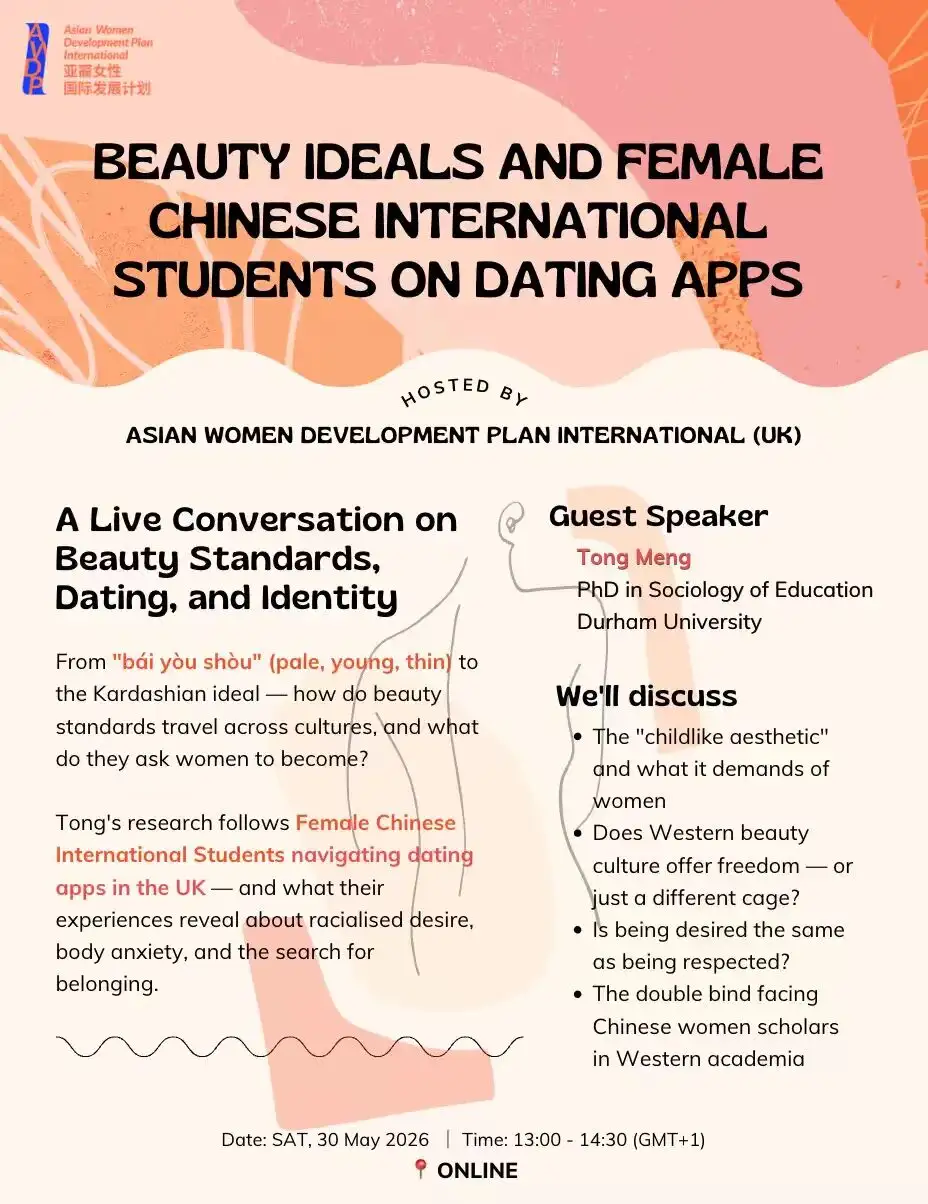 AWDP
Asian Women
Development Plan
International
亚裔女性
国际发展计划
BEAUTY IDEALS AND FEMALE
CHINESE INTERNATIONAL
STUDENTS ON DATING APPS
HOSTED BY
ASIAN WOMEN DEVELOPMENT PLAN INTERNATIONAL (UK)
A Live Conversation on
Beauty Standards,
Dating, and Identity
From "bái yòu shòu" (pale, young, thin) to
the Kardashian ideal — how do beauty
standards travel across cultures, and what
do they ask women to become?
Tong's research follows Female Chinese
International Students navigating dating
apps in the UK — and what their
experiences reveal about racialised desire,
body anxiety, and the search for
belonging.
Guest Speaker
Tong Meng
PhD in Sociology of Education
Durham University
We'll discuss
• The "childlike aesthetic"
and what it demands of
women
• Does Western beauty
culture offer freedom — or
just a different cage?
• Is being desired the same
as being respected?
• The double bind facing
Chinese women scholars
in Western academia
Date: SAT, 30 May 2026 | Time: 13:00 - 14:30 (GMT+1)
📍 ONLINE